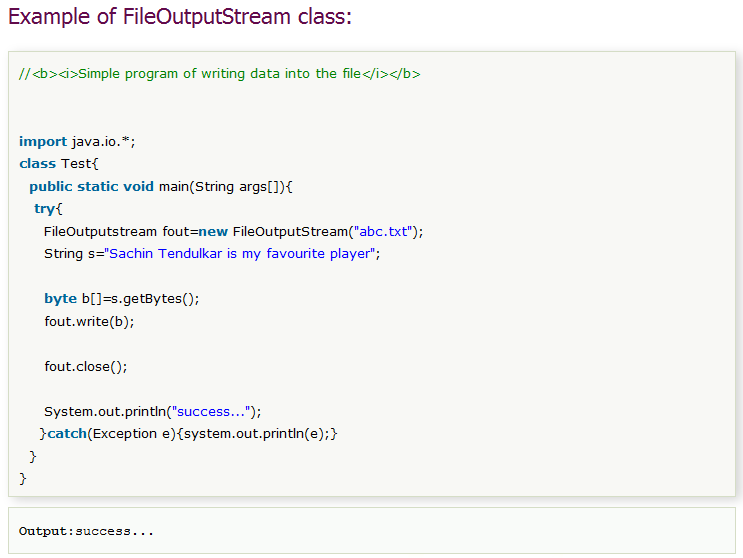 Example of FileOutputStream class:
//<b><i>Simple program of writing data into the file</i></b>
import java.io.*;
class Test{
public static void main(String args[]){
try{
FileOutputstream fout=new FileOutputStream("abc.txt");
String s="Sachin Tendulkar is my favourite player";
byte b[]=s.getBytes();
fout.write(b);
fout.close();
System.out.println("success...");
}catch(Exception e){system.out.println(e);}
}
}
Output:success...